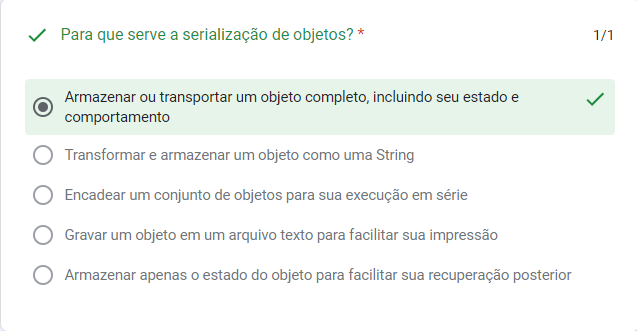 Para que serve a serialização de objetos? *
1/1
Armazenar ou transportar um objeto completo, incluindo seu estado e
comportamento
Transformar e armazenar um objeto como uma String
Encadear um conjunto de objetos para sua execução em série
Gravar um objeto em um arquivo texto para facilitar sua impressão
Armazenar apenas o estado do objeto para facilitar sua recuperação posterior